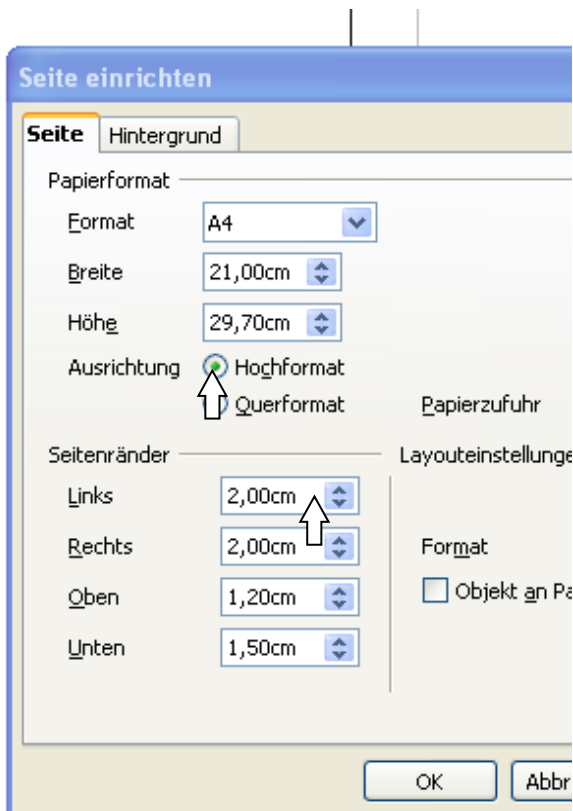 Seite einrichten
Seite Hintergrund
Papierformat
Format A4
Breite 21,00cm
Höhe 29,70cm
Ausrichtung Hochformat
Querformat Papierzufuhr
Seitenränder Layouteinstellunge
Links 2,00cm
Rechts 2,00cm Format
Oben 1,20cm Objekt an Pa
Unten 1,50cm
OK Abbr